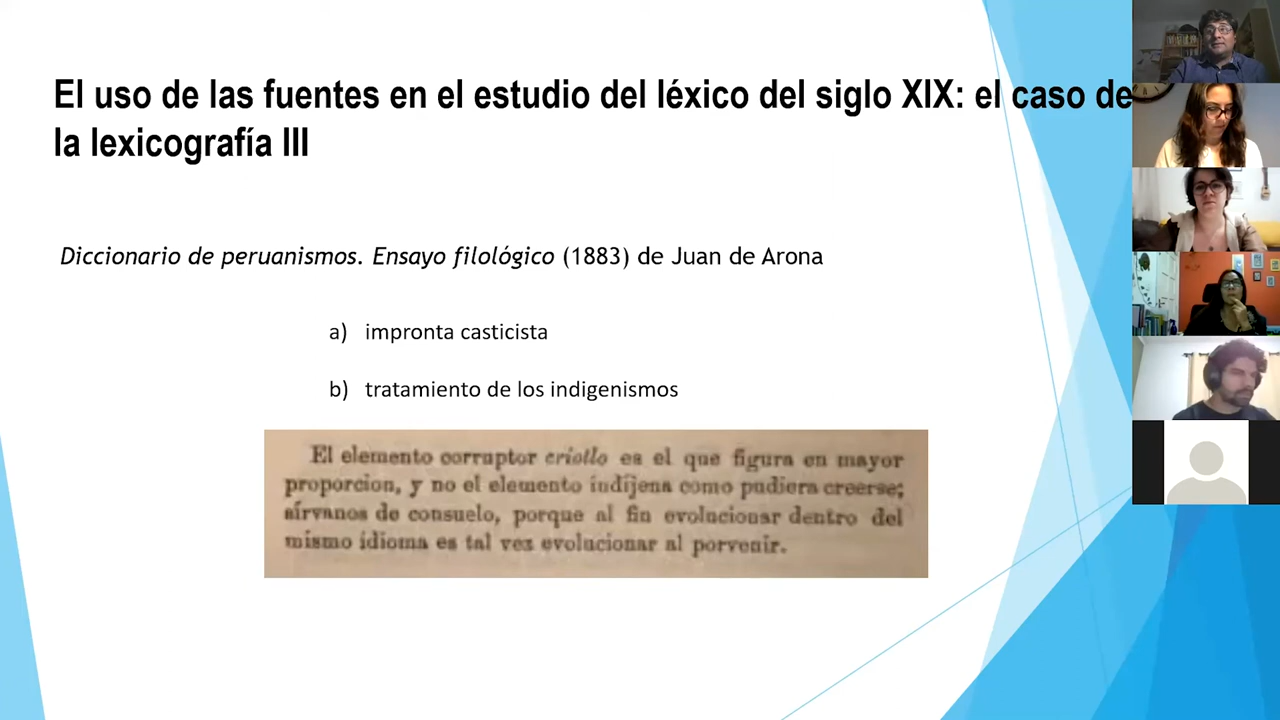 El uso de las fuentes en el estudio del léxico del siglo XIX: el caso de
la lexicografía III
Diccionario de peruanismos. Ensayo filológico (1883) de Juan de Arona
a) impronta casticista
b) tratamiento de los indigenismos
El elemento corruptor criollo es el que figura en mayor
proporcion, y no el elemento indíjena como pudiera creerse;
sírvanos de consuelo, porque al fin evolucionar dentro del
mismo idioma es tal vez evolucionar al porvenir.